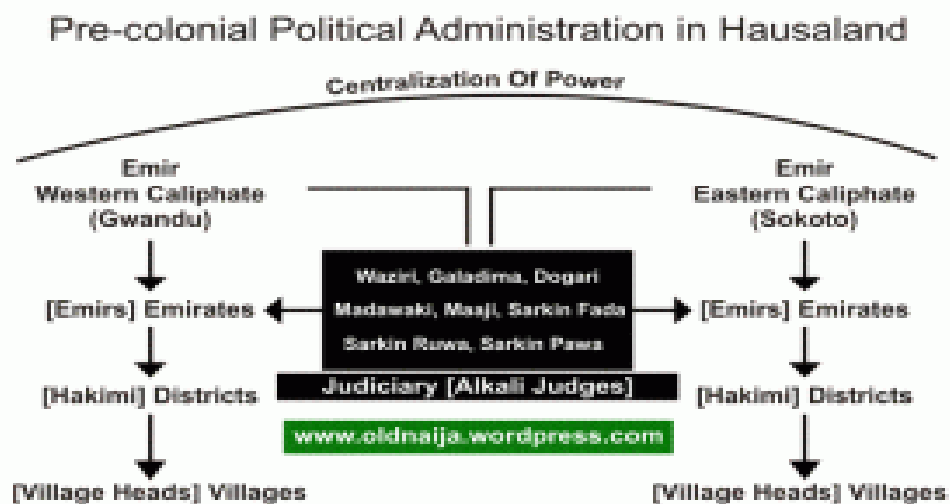 Pre-colonial Political Administration in Hausaland
Centralization Of Power
Emir
Western Caliphate
(Gwandu)
Emir
Eastern Caliphate
(Sokoto)
Waziri, Galadima, Dogari
Madawaki, Maaji, Sarkin Fada
Sarkin Ruwa, Sarkin Pawa
[Emirs] Emirates
[Emirs] Emirates
Judiciary [Alkali Judges]
[Hakimi] Districts
[Hakimi] Districts
www.oldnaija.wordpress.com
[Village Heads] Villages
[Village Heads] Villages